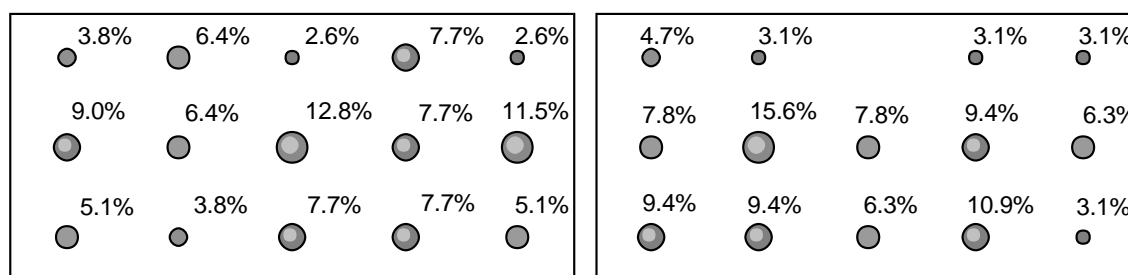 3.8% 6.4% 2.6% 7.7% 2.6%
9.0% 6.4% 12.8% 7.7% 11.5%
5.1% 3.8% 7.7% 7.7% 5.1%
4.7% 3.1% 3.1% 3.1%
7.8% 15.6% 7.8% 9.4% 6.3%
9.4% 9.4% 6.3% 10.9% 3.1%